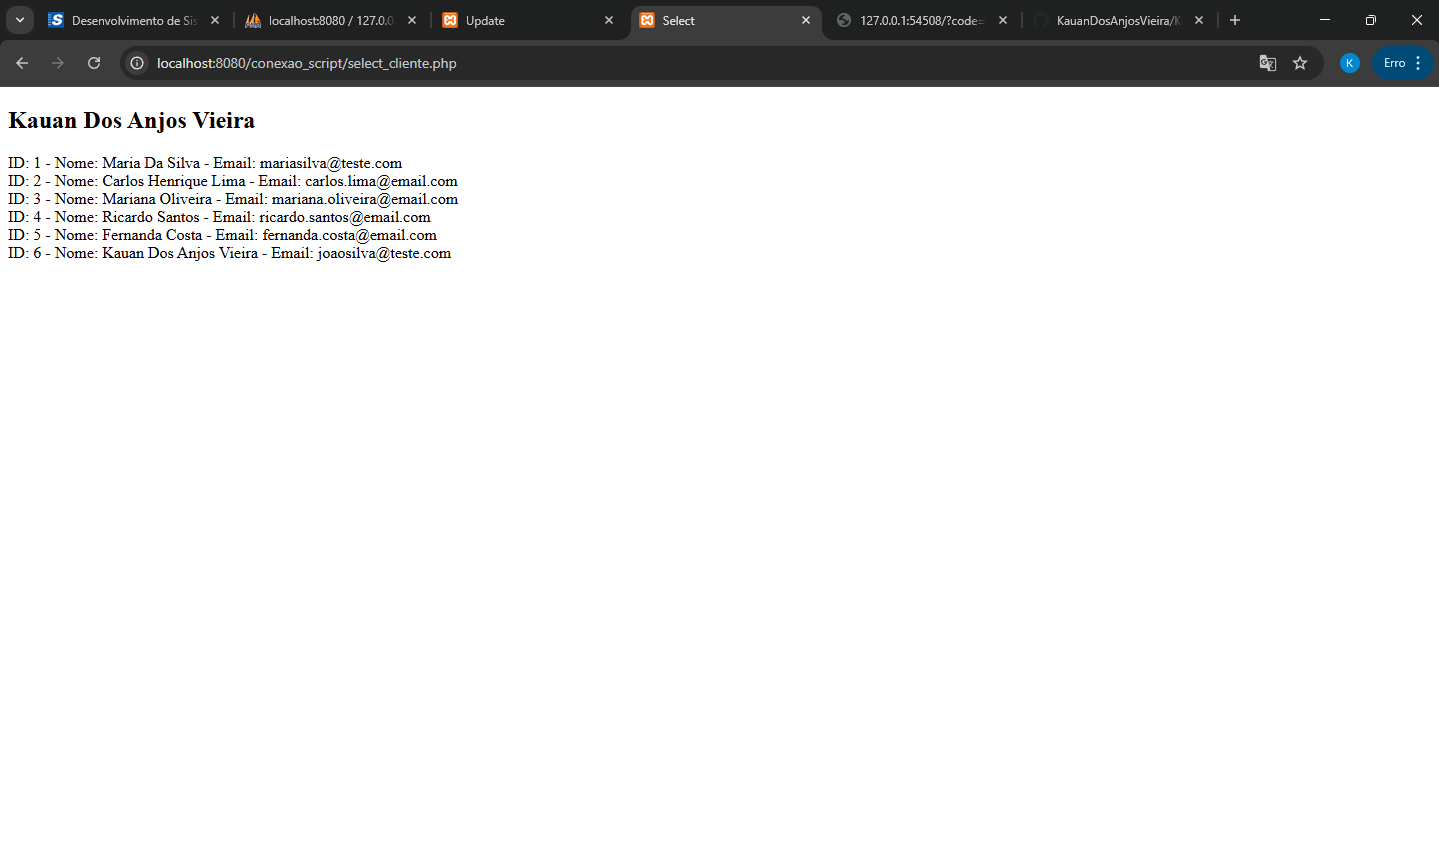 Desenvolvimento de Sis
localhost:8080 / 127.0.0
Update
Select
127.0.0.1:54508/?code=
KauanDosAnjosVieira/K
localhost:8080/conexao_script/select_cliente.php
K
Erro
Kauan Dos Anjos Vieira
ID: 1 - Nome: Maria Da Silva - Email: mariasilva@teste.com
ID: 2 - Nome: Carlos Henrique Lima - Email: carlos.lima@email.com
ID: 3 - Nome: Mariana Oliveira - Email: mariana.oliveira@email.com
ID: 4 - Nome: Ricardo Santos - Email: ricardo.santos@email.com
ID: 5 - Nome: Fernanda Costa - Email: fernanda.costa@email.com
ID: 6 - Nome: Kauan Dos Anjos Vieira - Email: joaosilva@teste.com